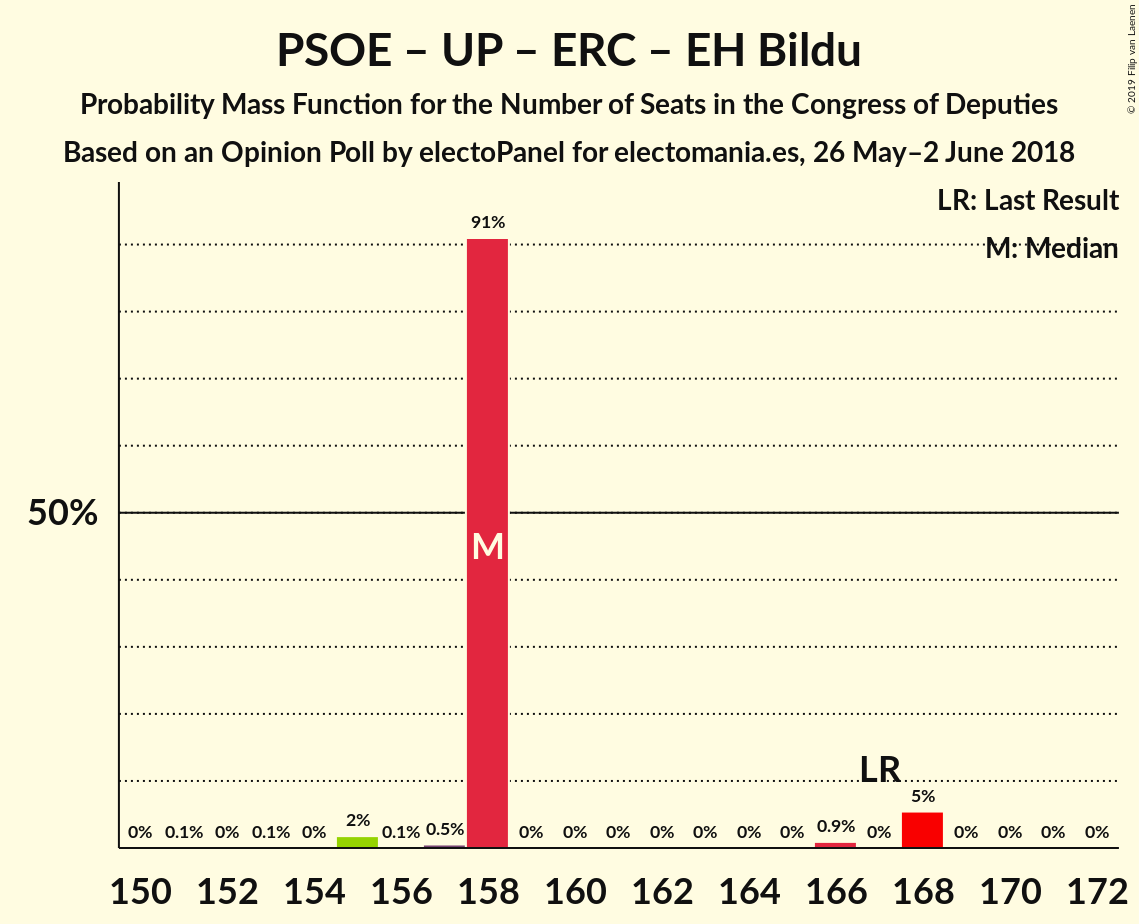 PSOE – UP – ERC – EH Bildu
Probability Mass Function for the Number of Seats in the Congress of Deputies
Based on an Opinion Poll by electoPanel for electomania.es, 26 May–2 June 2018
© 2019 Filip van Laenen
LR: Last Result
M: Median
91%
50%
M
LR
0% 0.1% 0% 0.1% 0% 2% 0.1% 0.5% 0% 0% 0% 0% 0% 0% 0% 0.9% 0% 5% 0% 0% 0% 0%
150 152 154 156 158 160 162 164 166 168 170 172